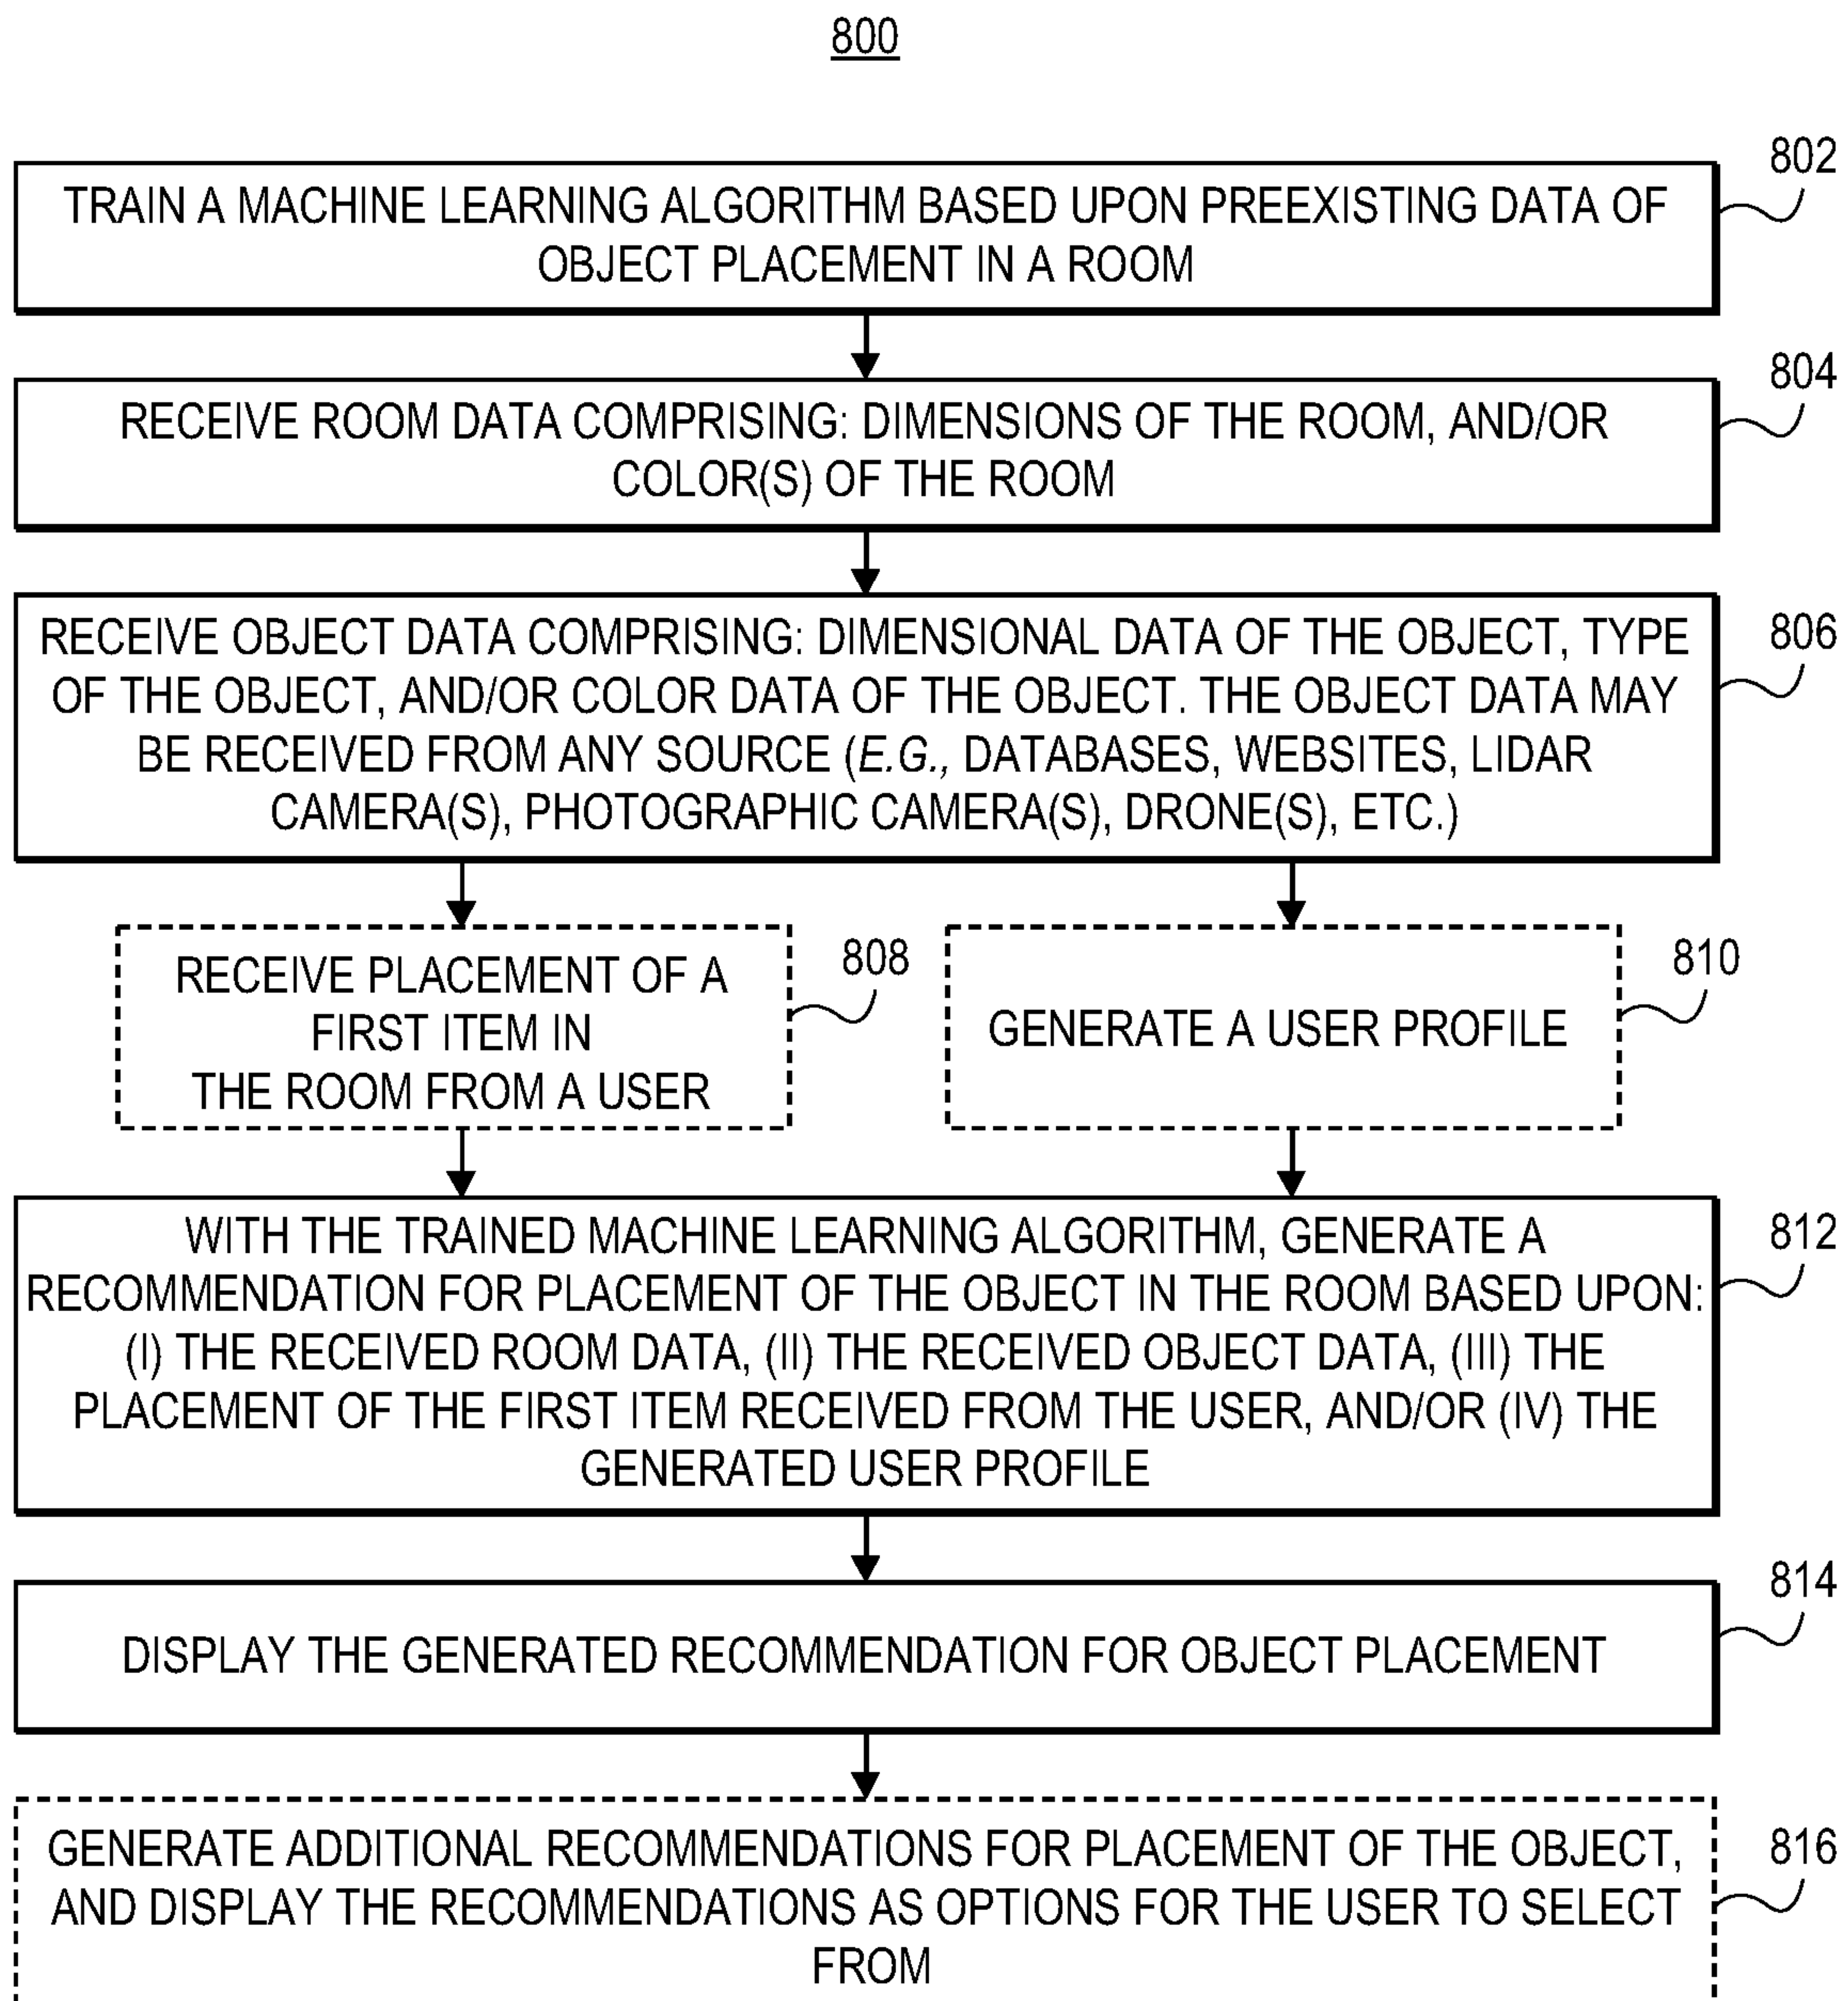 800
802
TRAIN A MACHINE LEARNING ALGORITHM BASED UPON PREEXISTING DATA OF
OBJECT PLACEMENT IN A ROOM
804
RECEIVE ROOM DATA COMPRISING: DIMENSIONS OF THE ROOM, AND/OR
COLOR(S) OF THE ROOM
806
RECEIVE OBJECT DATA COMPRISING: DIMENSIONAL DATA OF THE OBJECT, TYPE
OF THE OBJECT, AND/OR COLOR DATA OF THE OBJECT. THE OBJECT DATA MAY
BE RECEIVED FROM ANY SOURCE (E.G., DATABASES, WEBSITES, LIDAR
CAMERA(S), PHOTOGRAPHIC CAMERA(S), DRONE(S), ETC.)
808
RECEIVE PLACEMENT OF A
FIRST ITEM IN
THE ROOM FROM A USER
810
GENERATE A USER PROFILE
812
WITH THE TRAINED MACHINE LEARNING ALGORITHM, GENERATE A
RECOMMENDATION FOR PLACEMENT OF THE OBJECT IN THE ROOM BASED UPON:
(I) THE RECEIVED ROOM DATA, (II) THE RECEIVED OBJECT DATA, (III) THE
PLACEMENT OF THE FIRST ITEM RECEIVED FROM THE USER, AND/OR (IV) THE
GENERATED USER PROFILE
814
DISPLAY THE GENERATED RECOMMENDATION FOR OBJECT PLACEMENT
816
GENERATE ADDITIONAL RECOMMENDATIONS FOR PLACEMENT OF THE OBJECT,
AND DISPLAY THE RECOMMENDATIONS AS OPTIONS FOR THE USER TO SELECT
FROM